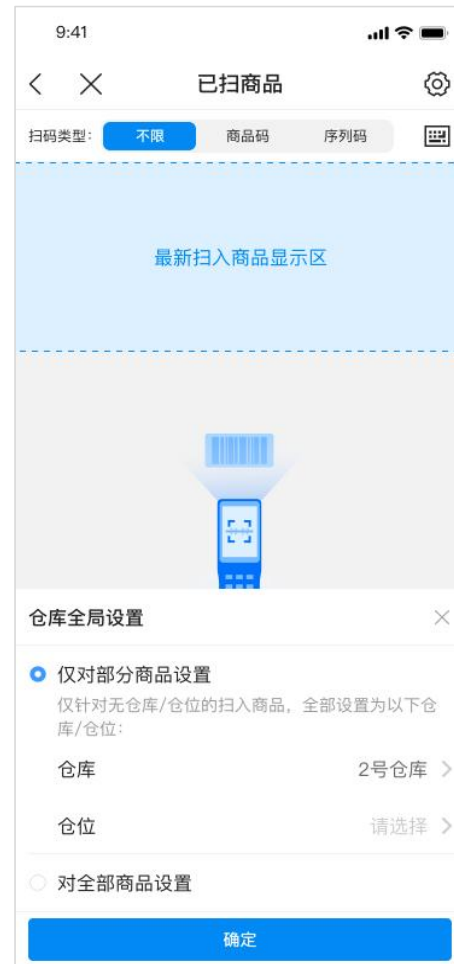 9:41
已扫商品
扫码类型: 不限 商品码 序列码
最新扫入商品显示区
仓库全局设置
仅对部分商品设置
仅针对无仓库/仓位的扫入商品, 全部设置为以下仓
库/仓位:
仓库 2号仓库
仓位 请选择
对全部商品设置
确定